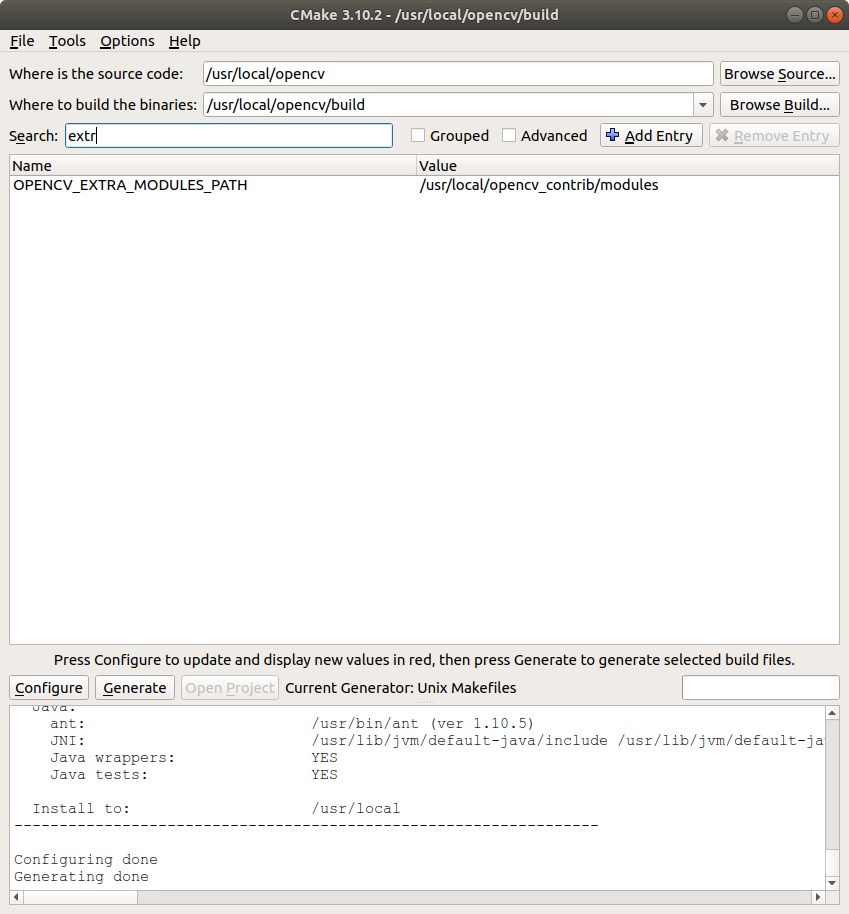 CMake 3.10.2 - /usr/local/opencv/build
File Tools Options Help
Where is the source code: /usr/local/opencv Browse Source...
Where to build the binaries: /usr/local/opencv/build Browse Build...
Search: extr Grouped Advanced Add Entry Remove Entry
Name Value
OPENCV_EXTRA_MODULES_PATH /usr/local/opencv_contrib/modules
Press Configure to update and display new values in red, then press Generate to generate selected build files.
Configure Generate Open Project Current Generator: Unix Makefiles
Java:
ant: /usr/bin/ant (ver 1.10.5)
JNI: /usr/lib/jvm/default-java/include /usr/lib/jvm/default-ja
Java wrappers: YES
Java tests: YES
Install to: /usr/local
-----------------------------------------------------------------
Configuring done
Generating done